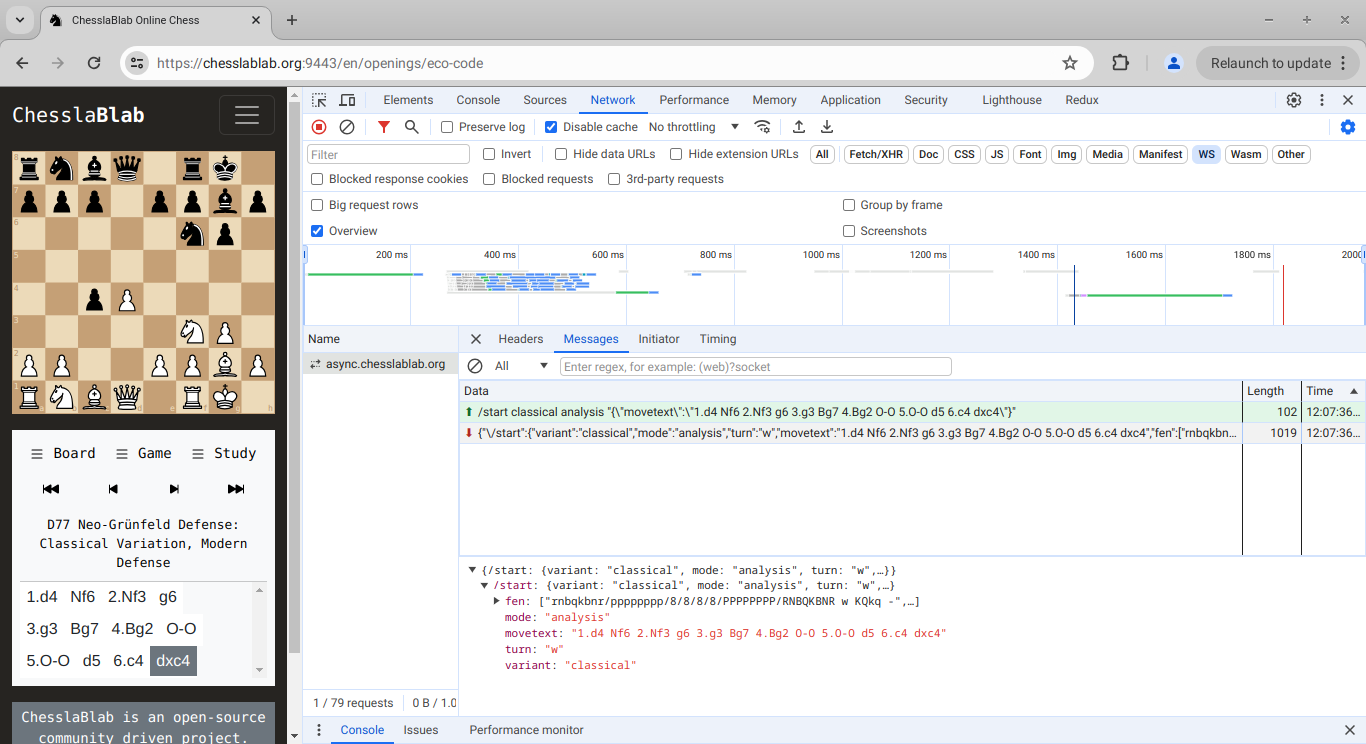 ChesslaBlab Online Chess
https://chesslablab.org:9443/en/openings/eco-code
Relaunch to update
ChesslaBlab
8
7
6
5
4
3
2
1
h
Board Game Study
D77 Neo-Grünfeld Defense:
Classical Variation, Modern
Defense
1.d4 Nf6 2.Nf3 g6
3.g3 Bg7 4.Bg2 O-O
5.O-O d5 6.c4 dxc4
ChesslaBlab is an open-source
community driven project.
Elements Console Sources Network Performance Memory Application Security Lighthouse Redux
Preserve log Disable cache No throttling
Filter Invert Hide data URLs Hide extension URLs All Fetch/XHR Doc CSS JS Font Img Media Manifest WS Wasm Other
Blocked response cookies Blocked requests 3rd-party requests
Big request rows Group by frame
Overview Screenshots
200 ms 400 ms 600 ms 800 ms 1000 ms 1200 ms 1400 ms 1600 ms 1800 ms 2000
Name Headers Messages Initiator Timing
async.chesslablab.org
All Enter regex, for example: (web)?socket
Data Length Time
/start classical analysis "{\"movetext\":\"1.d4 Nf6 2.Nf3 g6 3.g3 Bg7 4.Bg2 O-O 5.O-O d5 6.c4 dxc4\"}" 102 12:07:36…
{"\/start":{"variant":"classical","mode":"analysis","turn":"w","movetext":"1.d4 Nf6 2.Nf3 g6 3.g3 Bg7 4.Bg2 O-O 5.O-O d5 6.c4 dxc4","fen":["rnbqkbn… 1019 12:07:36…
{/start: {variant: "classical", mode: "analysis", turn: "w",…}}
/start: {variant: "classical", mode: "analysis", turn: "w",…}
fen: ["rnbqkbnr/pppppppp/8/8/8/8/PPPPPPPP/RNBQKBNR w KQkq -",…]
mode: "analysis"
movetext: "1.d4 Nf6 2.Nf3 g6 3.g3 Bg7 4.Bg2 O-O 5.O-O d5 6.c4 dxc4"
turn: "w"
variant: "classical"
1 / 79 requests 0 B / 1.0
Console Issues Performance monitor